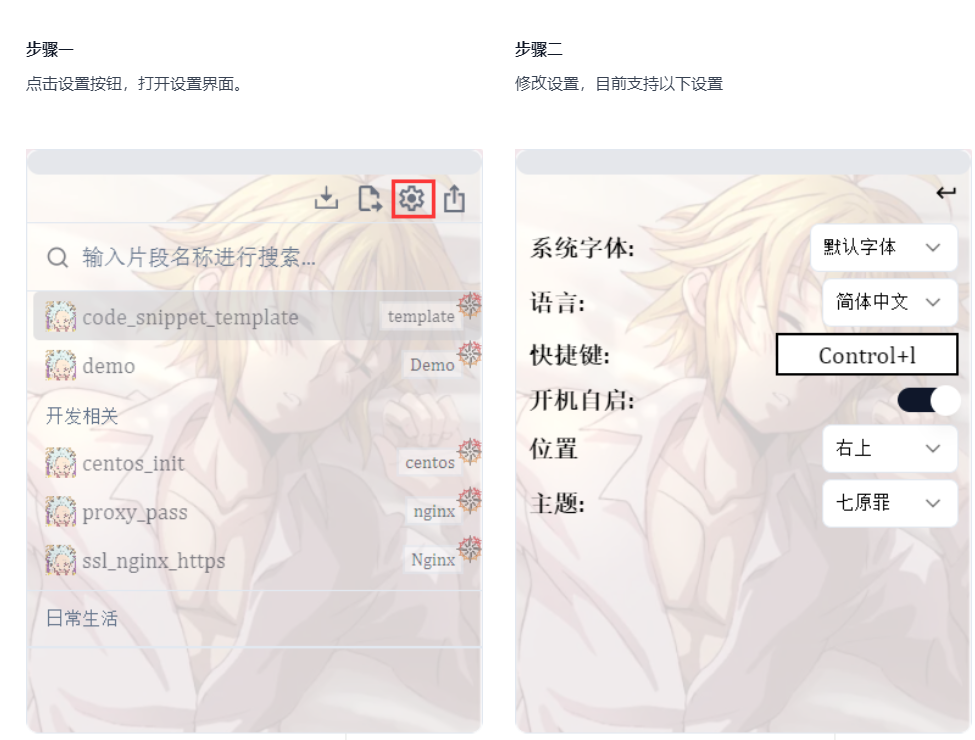 步骤一
点击设置按钮，打开设置界面。
输入片段名称进行搜索...
code_snippet_template
template
demo
Demo
开发相关
centos_init
centos
proxy_pass
nginx
ssl_nginx_https
Nginx
日常生活
步骤二
修改设置，目前支持以下设置
系统字体:
默认字体
语言:
简体中文
快捷键:
Control+l
开机自启:
位置
右上
主题:
七原罪